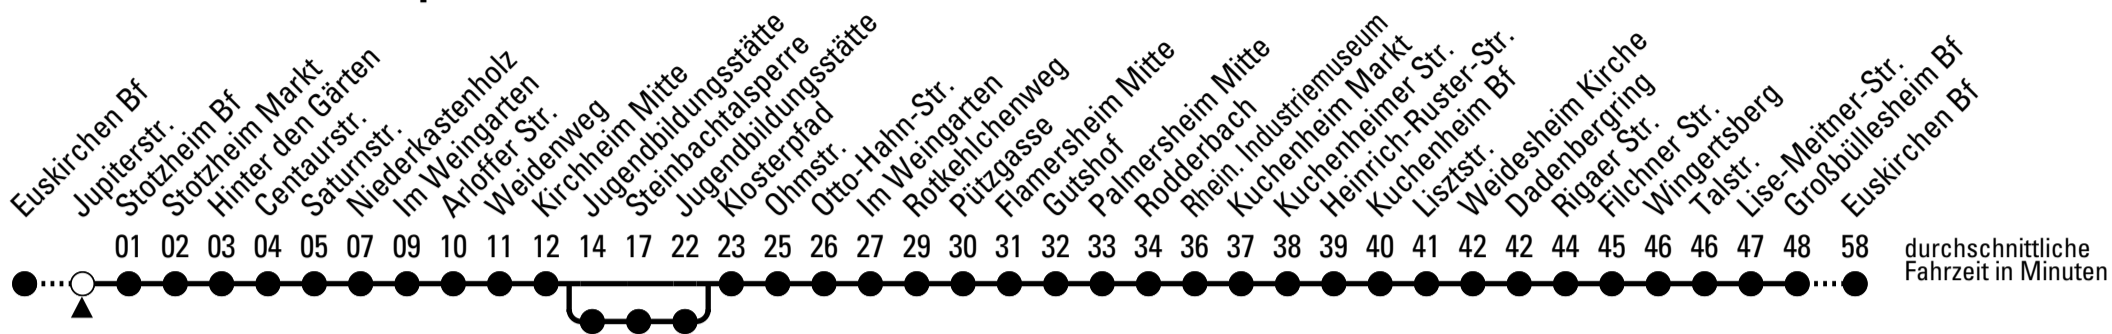 Euskirchen Bf
Jupiterstr.
Stotzheim Bf
Stotzheim Markt
Hinter den Gärten
Centaurstr.
Saturnstr.
Niederkastenholz
Im Weingarten
Arloffer Str.
Weidenweg
Kirchheim Mitte
Jugendbildungsstätte
Steinbachtalsperre
Jugendbildungsstätte
Klosterpfad
Ohmstr.
Otto-Hahn-Str.
Im Weingarten
Rotkehlchenweg
Pützgasse
Flamersheim Mitte
Gutshof
Palmersheim Mitte
Rodderbach
Rhein. Industriemuseum
Kuchenheim Markt
Kuchenheimer Str.
Heinrich-Ruster-Str.
Kuchenheim Bf
Lisztstr.
Weidesheim Kirche
Dadenbergring
Rigaer Str.
Filchner Str.
Wingertsberg
Talstr.
Lise-Meitner-Str.
Großbüllesheim Bf
Euskirchen Bf
01 02 03 04 05 07 09 10 11 12 14 17 22 23 25 26 27 29 30 31 32 33 34 36 37 38 39 40 41 42 42 44 45 46 46 47 48 58
durchschnittliche
Fahrzeit in Minuten